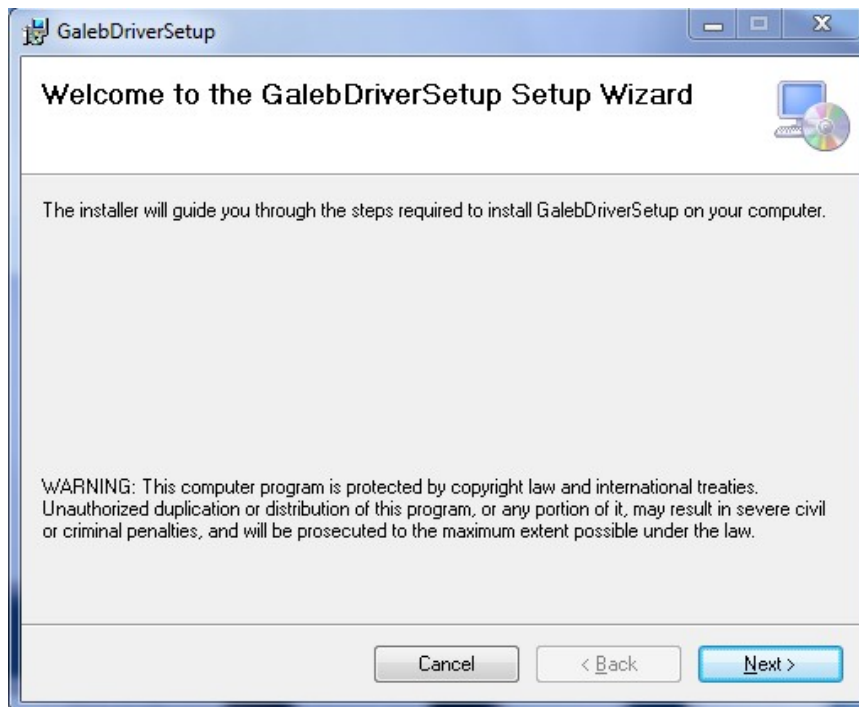 GalebDriverSetup
Welcome to the GalebDriverSetup Setup Wizard
The installer will guide you through the steps required to install GalebDriverSetup on your computer.
WARNING: This computer program is protected by copyright law and international treaties.
Unauthorized duplication or distribution of this program, or any portion of it, may result in severe civil
or criminal penalties, and will be prosecuted to the maximum extent possible under the law.
Cancel
< Back
Next >